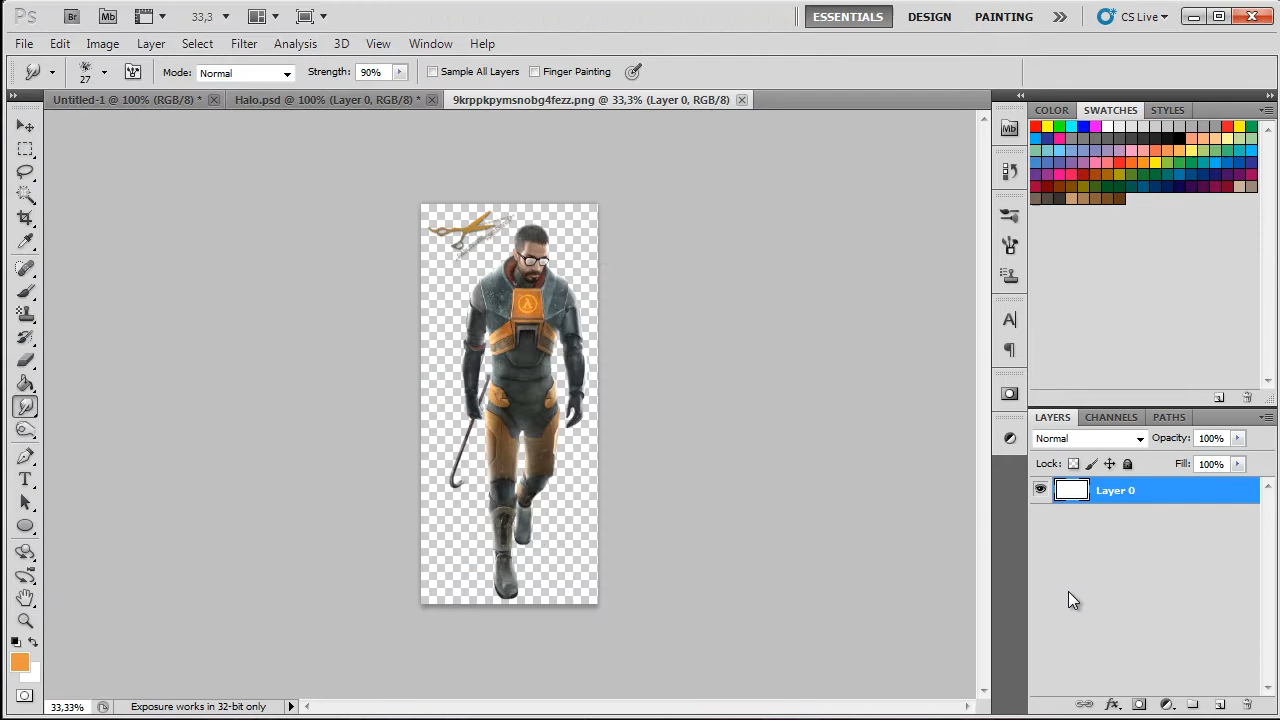 Ps Br Mb 33,3 ESSENTIALS DESIGN PAINTING CS Live
File Edit Image Layer Select Filter Analysis 3D View Window Help
27 Mode: Normal Strength: 90% Sample All Layers Finger Painting
Untitled-1 @ 100% (RGB/8) * Halo.psd @ 100% (Layer 0, RGB/8) * 9krppkpymsnobg4fezz.png @ 33,3% (Layer 0, RGB/8)
COLOR SWATCHES STYLES
Mb
LAYERS CHANNELS PATHS
Normal Opacity: 100%
Lock: Fill: 100%
Layer 0
33,33% Exposure works in 32-bit only